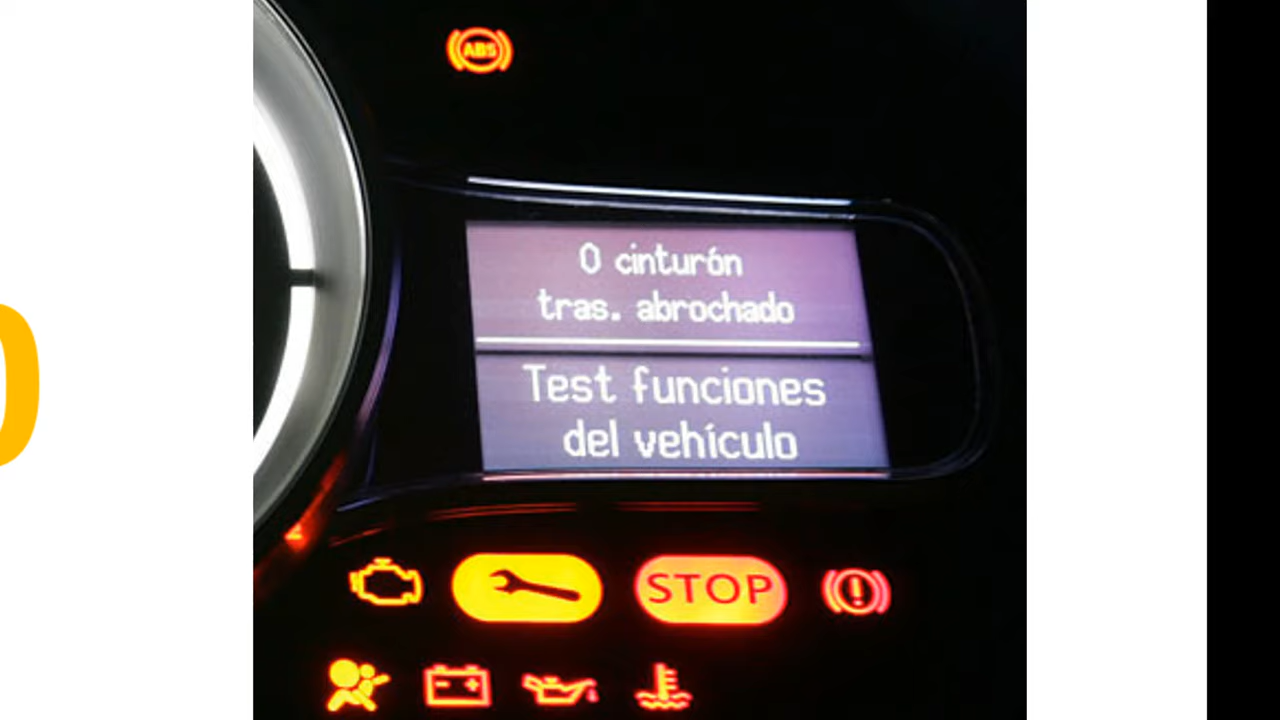 ABS
0 cinturón
tras. abrochado
Test funciones
del vehículo
STOP